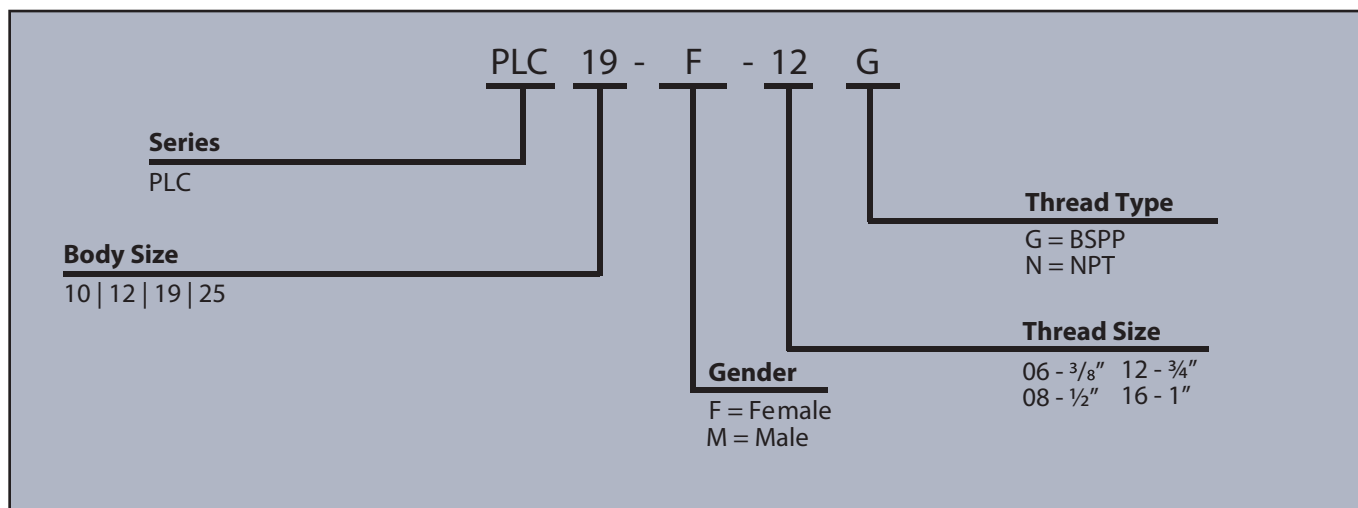 PLC 19 - F - 12 G
Series
PLC
Body Size
10 | 12 | 19 | 25
Gender
F = Female
M = Male
Thread Type
G = BSPP
N = NPT
Thread Size
06 - ³/₈″ 12 - ¾″
08 - ½″ 16 - 1″